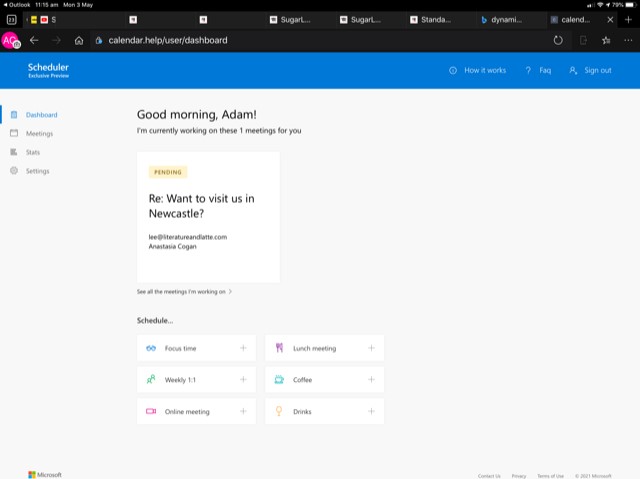 Outlook 11:15 am Mon 3 May
79%
S
SugarL...
SugarL...
Standa...
dynami...
calend...
calendar.help/user/dashboard
Scheduler
Exclusive Preview
How it works
Faq
Sign out
Dashboard
Meetings
Stats
Settings
Good morning, Adam!
I'm currently working on these 1 meetings for you
PENDING
Re: Want to visit us in
Newcastle?
lee@literatureandlatte.com
Anastasia Cogan
See all the meetings I'm working on
Schedule...
Focus time
Lunch meeting
Weekly 1:1
Coffee
Online meeting
Drinks
Microsoft
Contact Us
Privacy
Terms of Use
© 2021 Microsoft